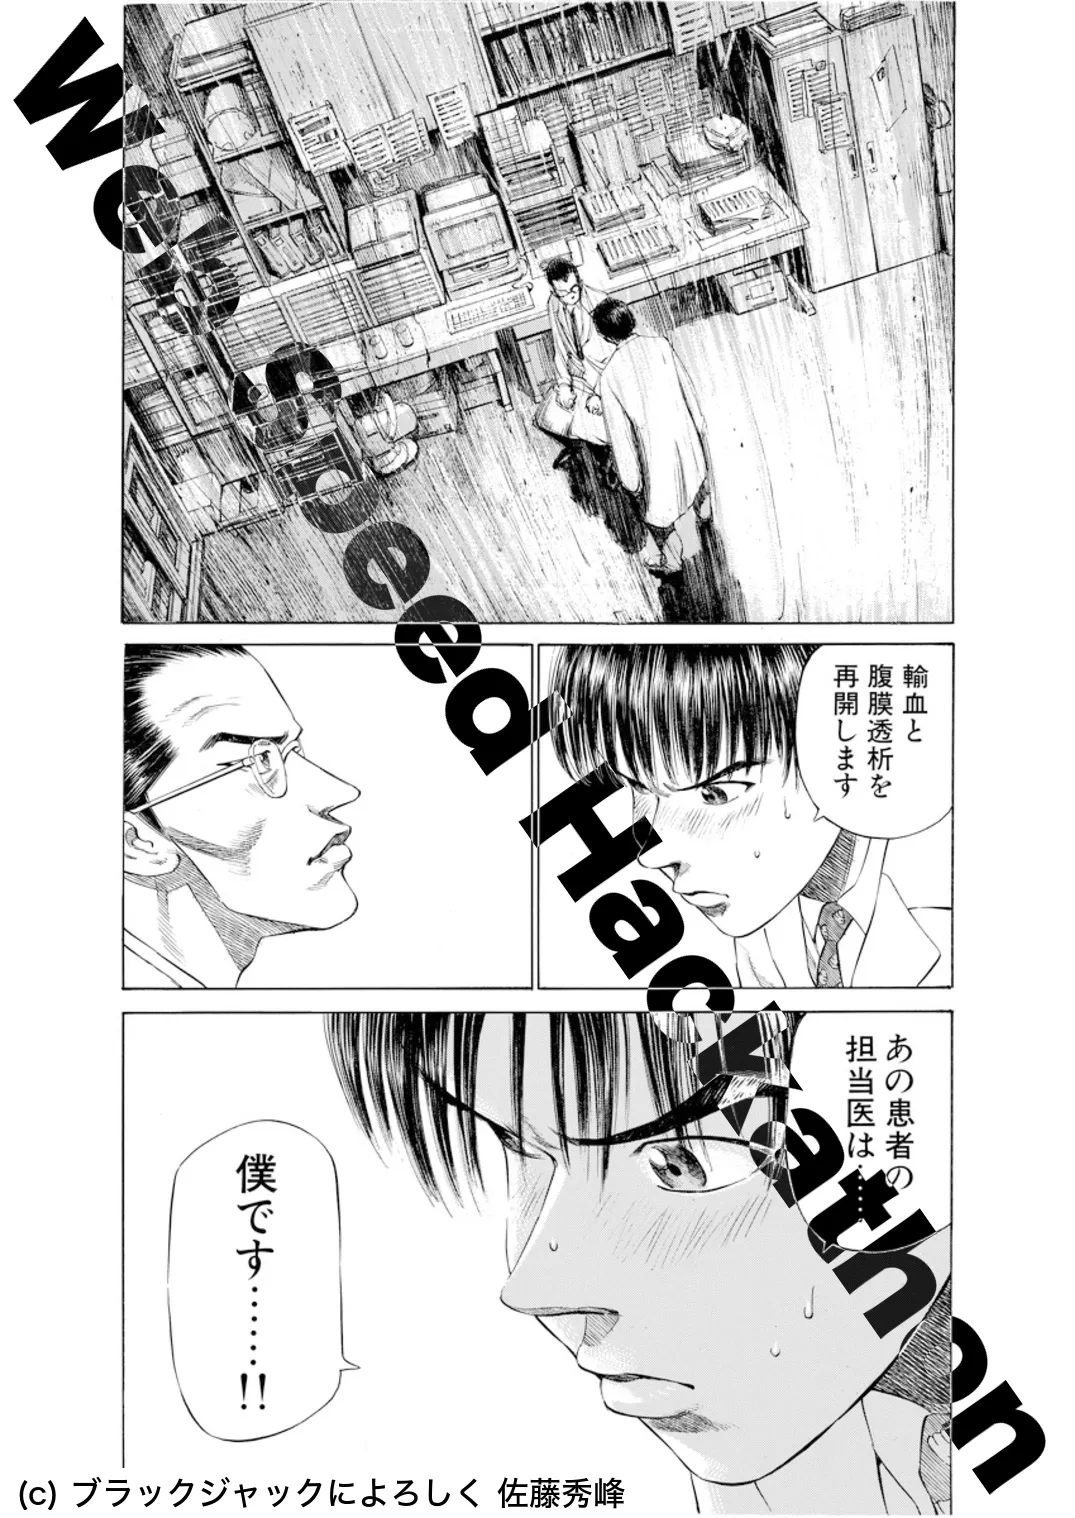 Web Speed Hackathon
輸血と
腹膜透析を
再開します
あの患者の
担当医は……
僕です………!!
(c) ブラックジャックによろしく 佐藤秀峰